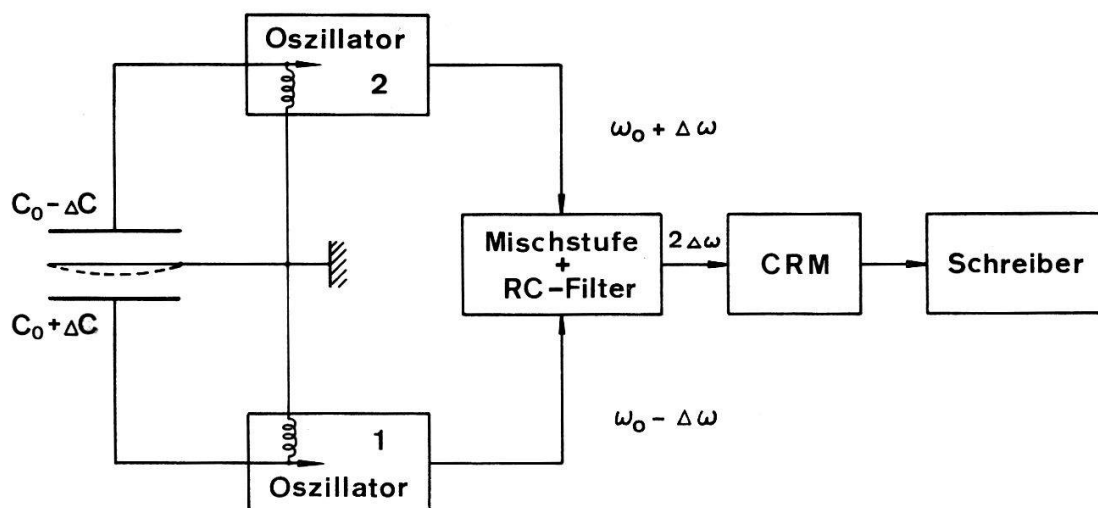 Oszillator
2
ω₀ + Δω
C₀ – ΔC
C₀ + ΔC
Mischstufe
+
RC-Filter
2Δω
CRM
Schreiber
ω₀ – Δω
1
Oszillator